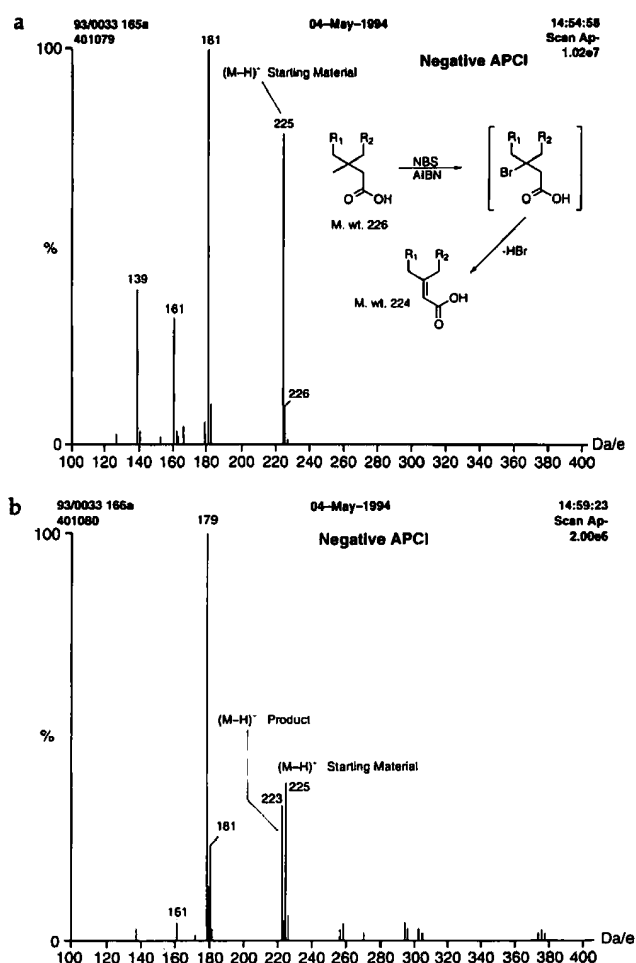 a
93/0033 165a
401079
04–May–1994
14:54:58
Scan Ap-
1.02e7
Negative APCI
100
%
0
181
(M–H)⁻ Starting Material
225
139
161
226
R₁ R₂
O OH
M. wt. 226
NBS
AIBN
R₁ R₂
Br
O OH
-HBr
R₁ R₂
OH
O
M. wt. 224
100 120 140 160 180 200 220 240 260 280 300 320 340 360 380 400
Da/e
b
93/0033 166a
401080
04–May–1994
14:59:23
Scan Ap-
2.00e6
Negative APCI
100
%
0
179
(M–H)⁻ Product
(M–H)⁻ Starting Material
223
225
181
161
100 120 140 160 180 200 220 240 260 280 300 320 340 360 380 400
Da/e